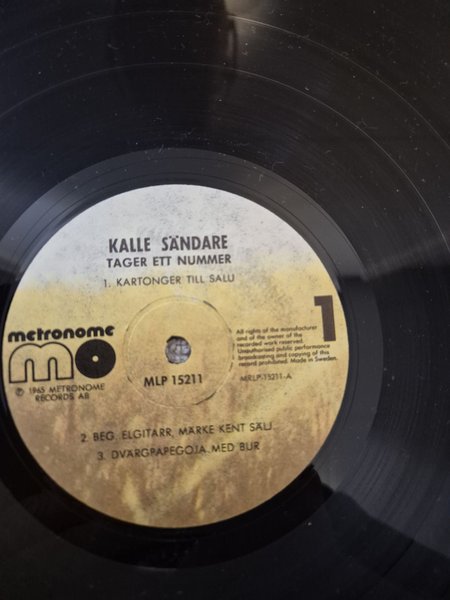 KALLE SÄNDARE
TAGER ETT NUMMER
1. KARTONGER TILL SALU
metronome
mo
℗ 1965 METRONOME
RECORDS AB
MLP 15211
1
All rights of the manufacturer
and of the owner of the
recorded work reserved.
Unauthorised public performance
broadcasting and copying of this
record prohibited. Made in Sweden.
MRLP-15211-A
2. BEG. ELGITARR, MÄRKE KENT SÄLJ.
3. DVÄRGPAPEGOJA MED BUR